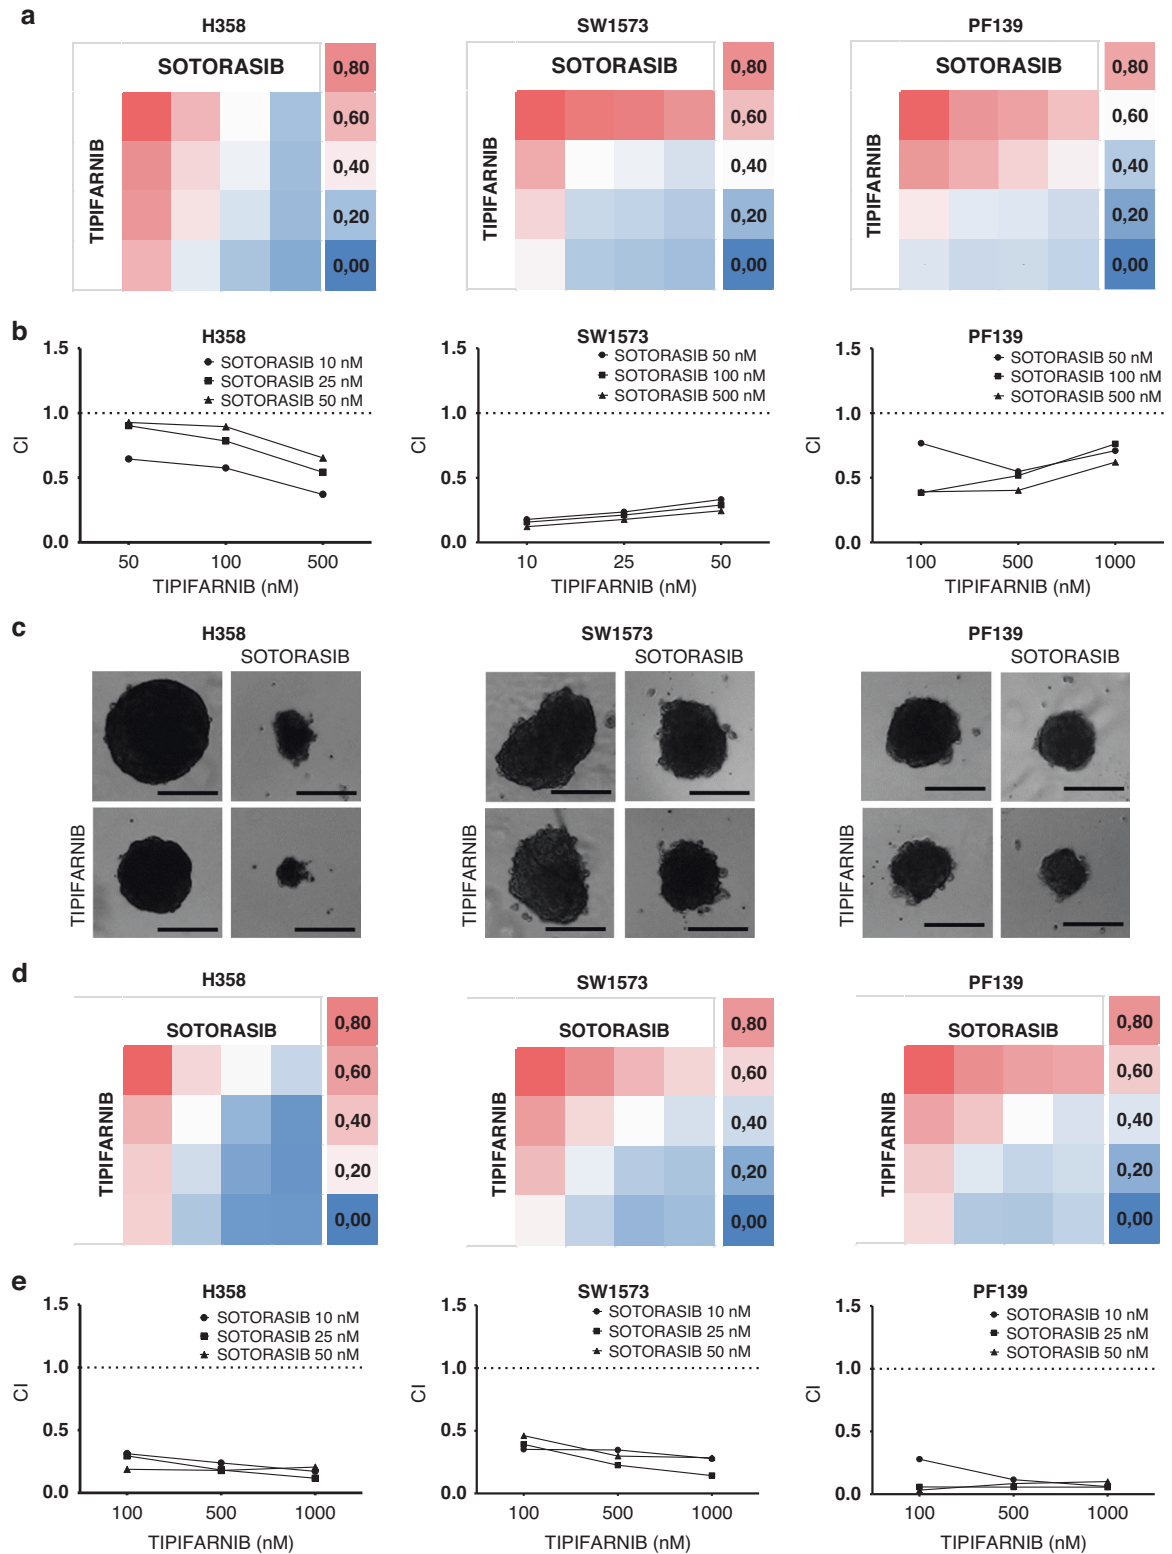 a
H358
SW1573
PF139
SOTORASIB
TIPIFARNIB
0,80
0,60
0,40
0,20
0,00
SOTORASIB
TIPIFARNIB
0,80
0,60
0,40
0,20
0,00
SOTORASIB
TIPIFARNIB
0,80
0,60
0,40
0,20
0,00
b
H358
SOTORASIB 10 nM
SOTORASIB 25 nM
SOTORASIB 50 nM
1.5
1.0
0.5
0.0
CI
50 100 500
TIPIFARNIB (nM)
SW1573
SOTORASIB 50 nM
SOTORASIB 100 nM
SOTORASIB 500 nM
1.5
1.0
0.5
0.0
CI
10 25 50
TIPIFARNIB (nM)
PF139
SOTORASIB 50 nM
SOTORASIB 100 nM
SOTORASIB 500 nM
1.5
1.0
0.5
0.0
CI
100 500 1000
TIPIFARNIB (nM)
c
H358
SOTORASIB
TIPIFARNIB
SW1573
SOTORASIB
TIPIFARNIB
PF139
SOTORASIB
TIPIFARNIB
d
H358
SOTORASIB
TIPIFARNIB
0,80
0,60
0,40
0,20
0,00
SW1573
SOTORASIB
TIPIFARNIB
0,80
0,60
0,40
0,20
0,00
PF139
SOTORASIB
TIPIFARNIB
0,80
0,60
0,40
0,20
0,00
e
H358
SOTORASIB 10 nM
SOTORASIB 25 nM
SOTORASIB 50 nM
1.5
1.0
0.5
0.0
CI
100 500 1000
TIPIFARNIB (nM)
SW1573
SOTORASIB 10 nM
SOTORASIB 25 nM
SOTORASIB 50 nM
1.5
1.0
0.5
0.0
CI
100 500 1000
TIPIFARNIB (nM)
PF139
SOTORASIB 10 nM
SOTORASIB 25 nM
SOTORASIB 50 nM
1.5
1.0
0.5
0.0
CI
100 500 1000
TIPIFARNIB (nM)